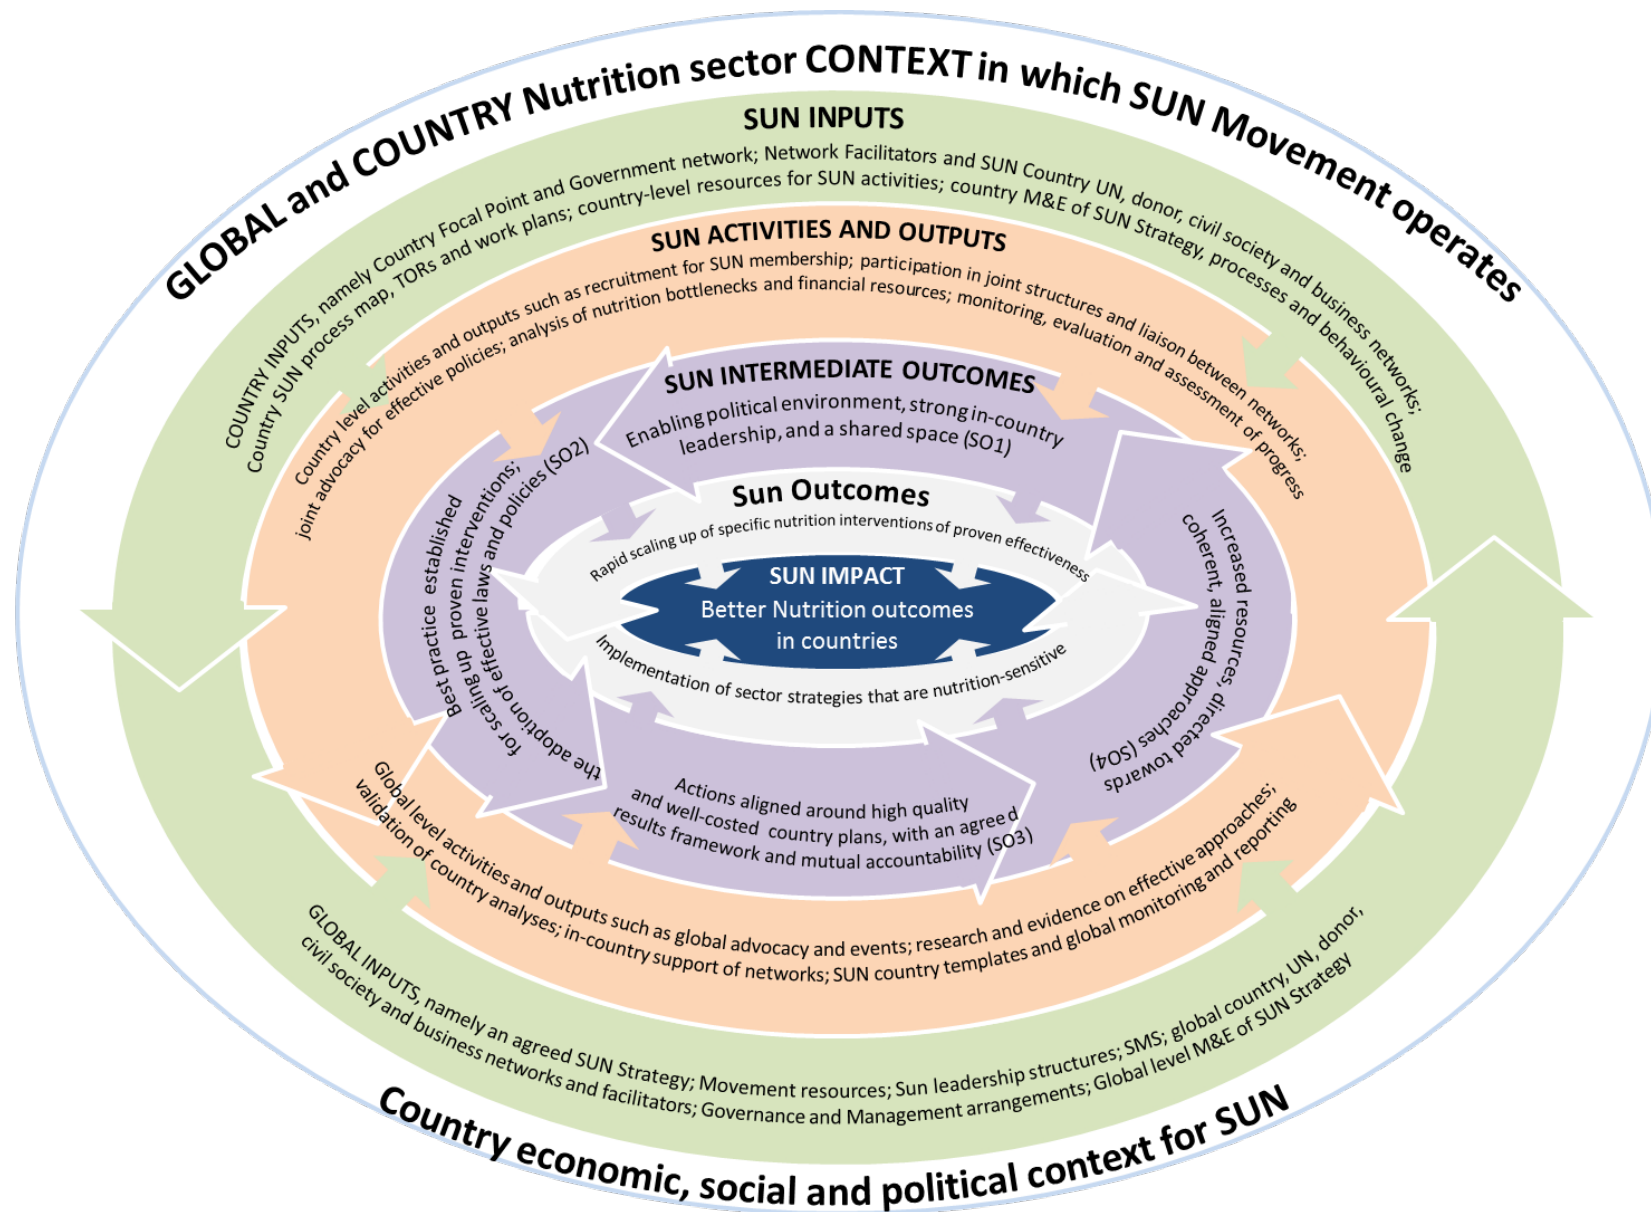 GLOBAL and COUNTRY Nutrition sector CONTEXT in which SUN Movement operates
SUN INPUTS
COUNTRY INPUTS, namely Country Focal Point and Government network; Network Facilitators and SUN Country UN, donor, civil society and business networks;
Country SUN process map, TORs and work plans; country-level resources for SUN activities; country M&E of SUN Strategy, processes and behavioural change
SUN ACTIVITIES AND OUTPUTS
Country level activities and outputs such as recruitment for SUN membership; participation in joint structures and liaison between networks;
joint advocacy for effective policies; analysis of nutrition bottlenecks and financial resources; monitoring, evaluation and assessment of progress
SUN INTERMEDIATE OUTCOMES
Enabling political environment, strong in-country
leadership, and a shared space (SO1)
Best practice established
for scaling up proven interventions;
the adoption of effective laws and policies (SO2)
Sun Outcomes
Rapid scaling up of specific nutrition interventions of proven effectiveness
SUN IMPACT
Better Nutrition outcomes
in countries
Implementation of sector strategies that are nutrition-sensitive
Increased resources, directed towards
coherent, aligned approaches (SO4)
Actions aligned around high quality
and well-costed country plans, with an agreed
results framework and mutual accountability (SO3)
Global level activities and outputs such as global advocacy and events; research and evidence on effective approaches;
validation of country analyses; in-country support of networks; SUN country templates and global monitoring and reporting
GLOBAL INPUTS, namely an agreed SUN Strategy; Movement resources; Sun leadership structures; SMS; global country, UN, donor,
civil society and business networks and facilitators; Governance and Management arrangements; Global level M&E of SUN Strategy
Country economic, social and political context for SUN